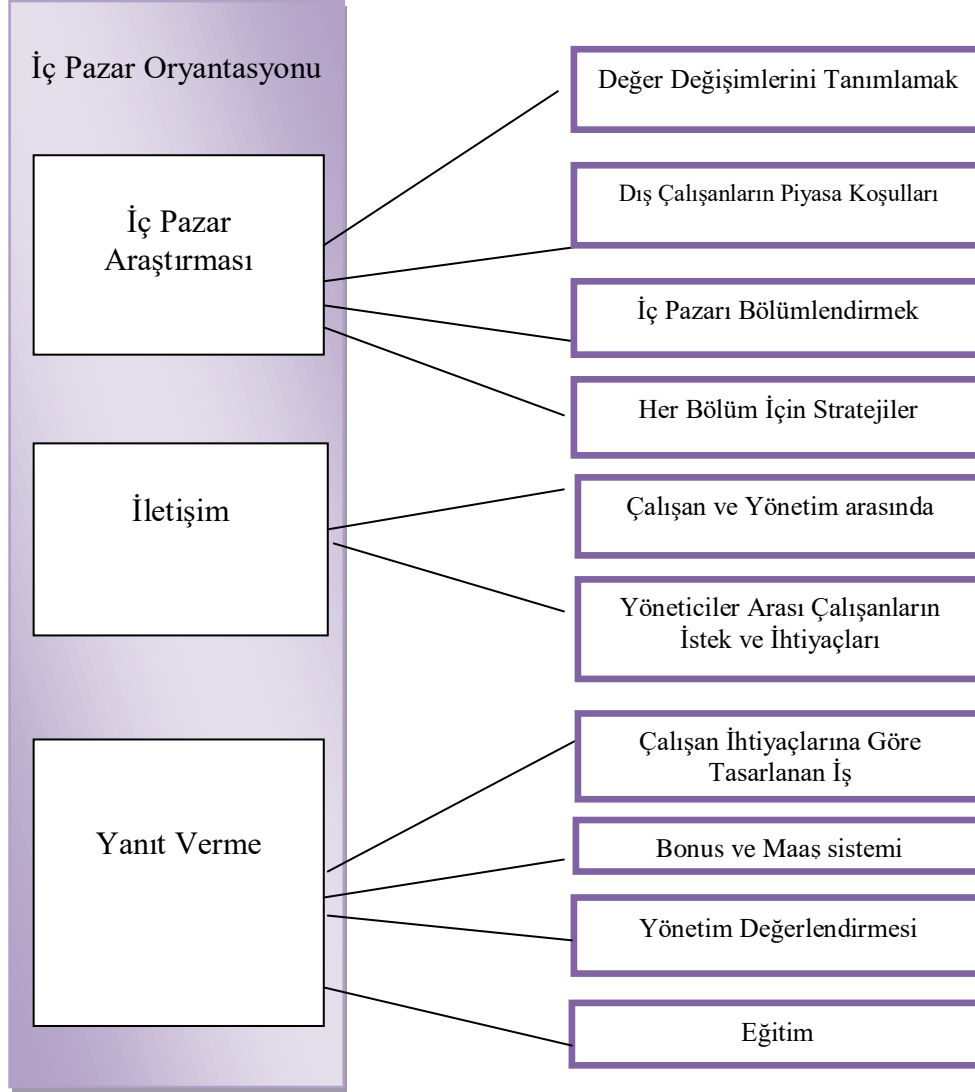 İç Pazar Oryantasyonu
İç Pazar
Araştırması
Değer Değişimlerini Tanımlamak
Dış Çalışanların Piyasa Koşulları
İç Pazarı Bölümlendirmek
Her Bölüm İçin Stratejiler
İletişim
Çalışan ve Yönetim arasında
Yöneticiler Arası Çalışanların
İstek ve İhtiyaçları
Yanıt Verme
Çalışan İhtiyaçlarına Göre
Tasarlanan İş
Bonus ve Maaş sistemi
Yönetim Değerlendirmesi
Eğitim